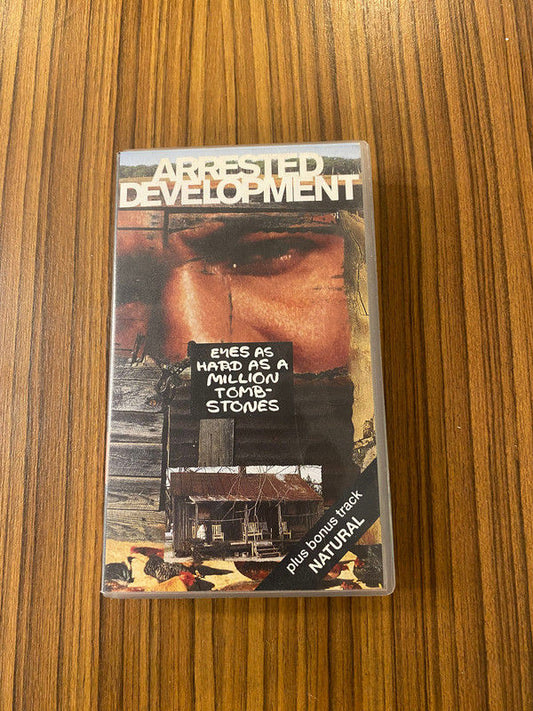 ARRESTED
DEVELOPMENT
EYES AS
HARD AS A
MILLION
TOMB-
STONES
plus bonus track
NATURAL